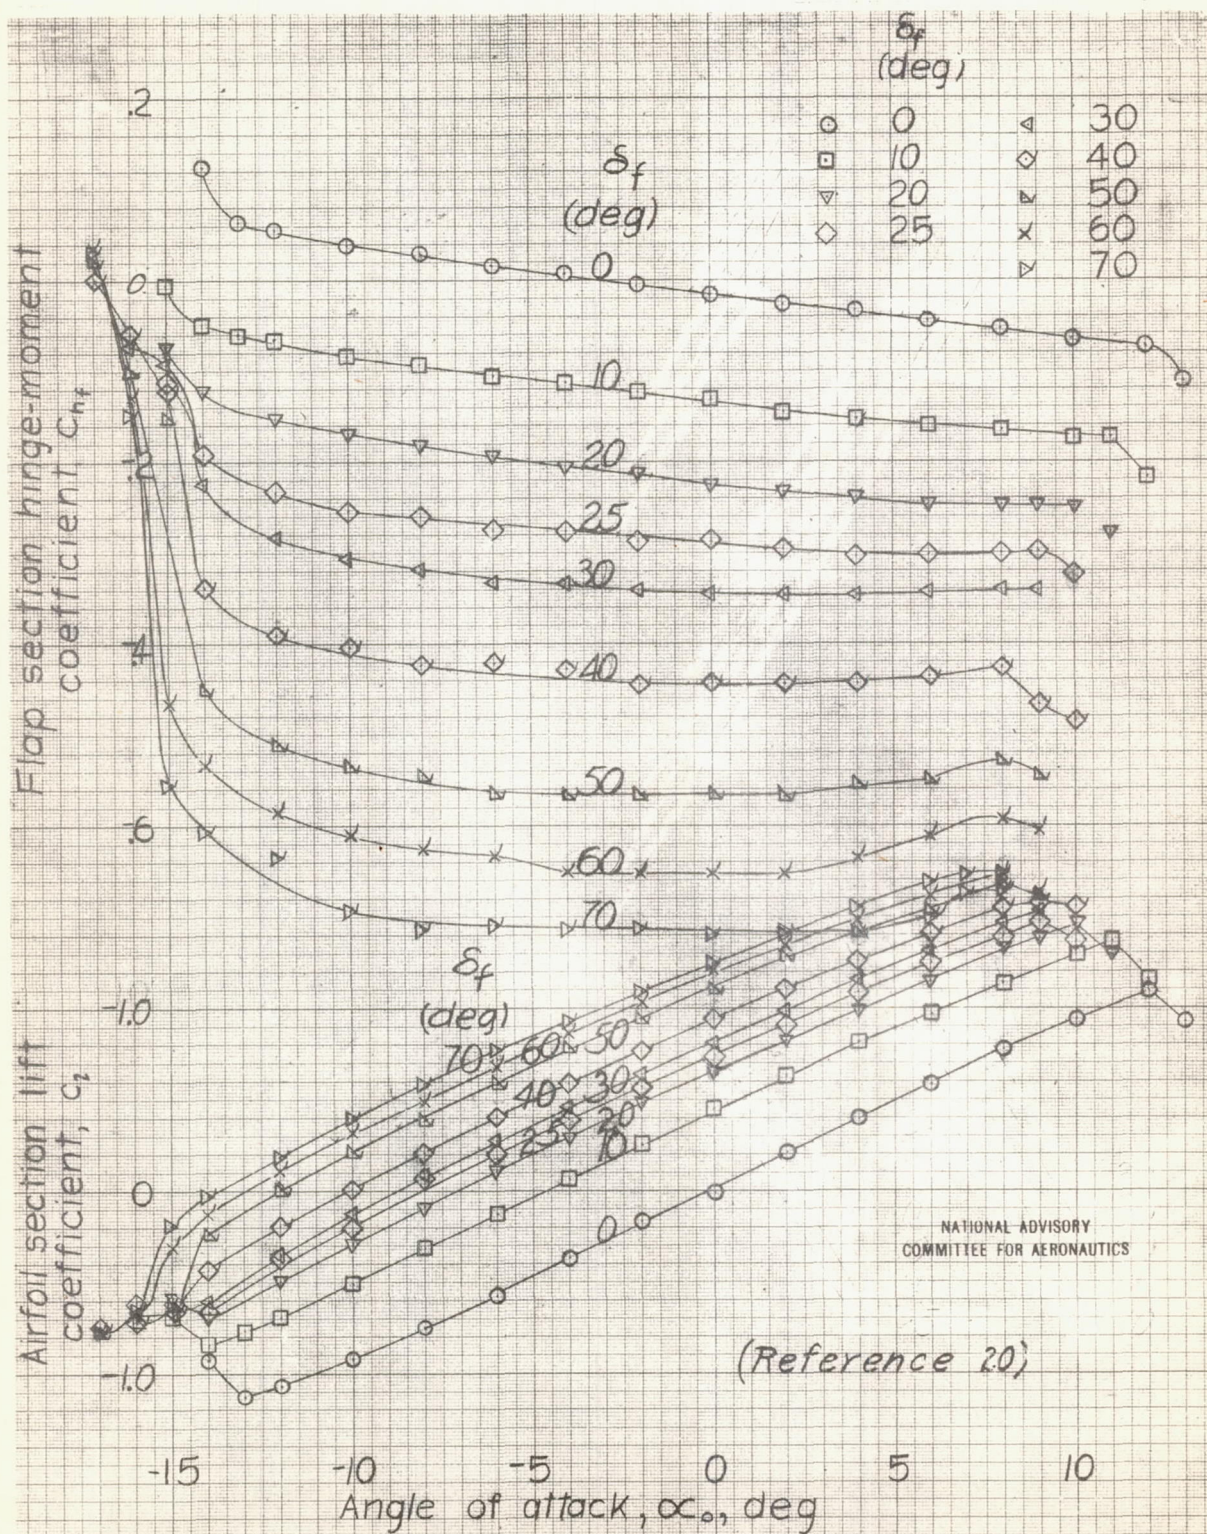 δf
(deg)
○ 0 ◁ 30
□ 10 ◇ 40
▽ 20 ◺ 50
◇ 25 × 60
▷ 70
.2
0
-.2
-.4
-.6
Flap section hinge-moment
coefficient, Chf
δf
(deg)
0
10
20
25
30
40
50
60
70
δf
(deg)
70 60 50
40 30
25 20
10
0
-1.0
0
-1.0
Airfoil section lift
coefficient, cl
NATIONAL ADVISORY
COMMITTEE FOR AERONAUTICS
(Reference 20)
-15 -10 -5 0 5 10
Angle of attack, ∝o, deg